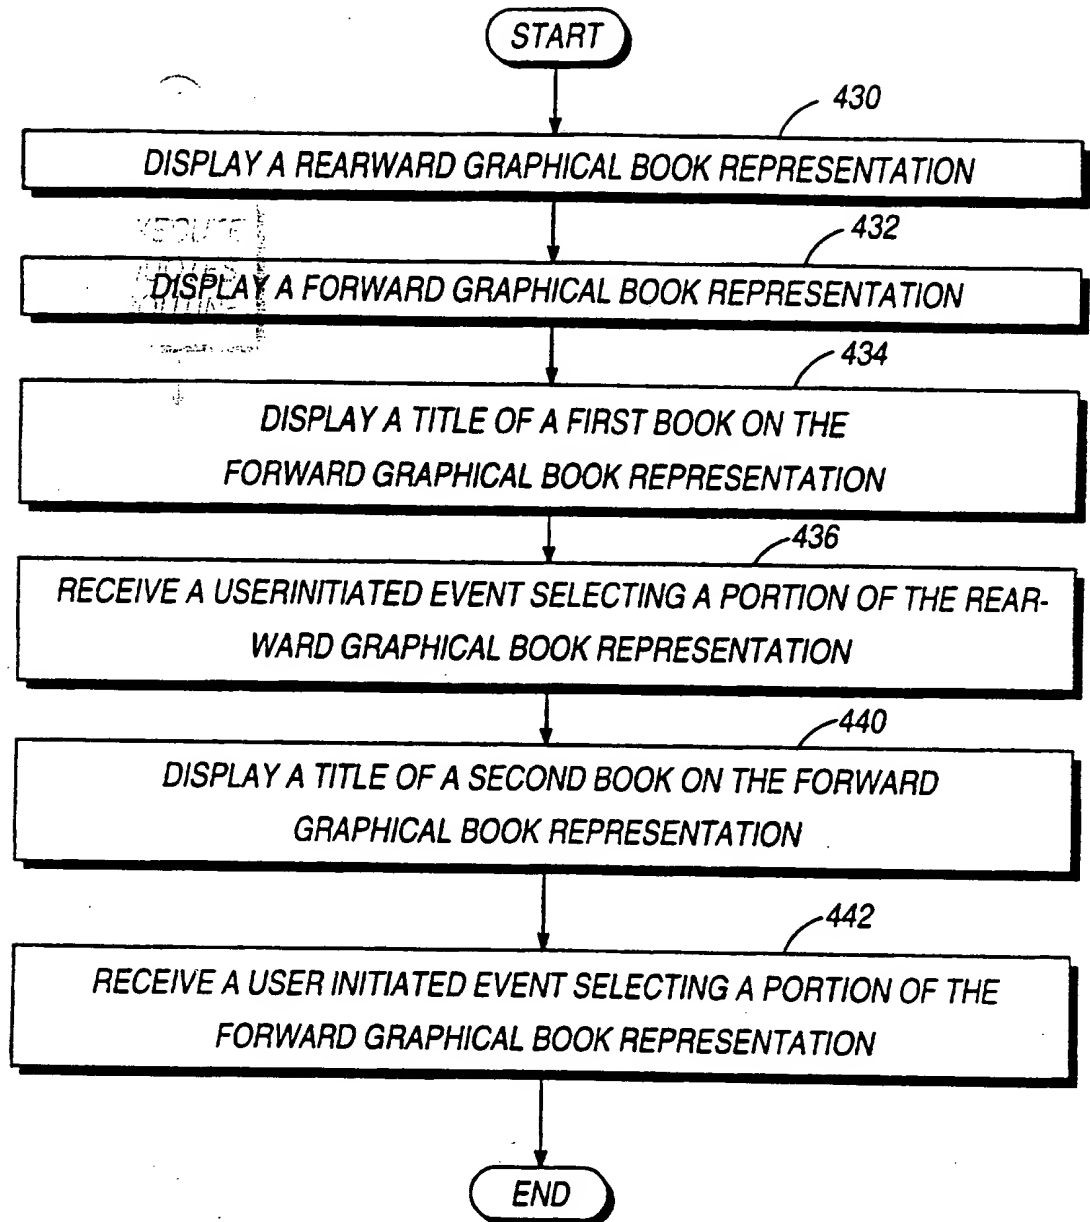 START
430
DISPLAY A REARWARD GRAPHICAL BOOK REPRESENTATION
432
DISPLAY A FORWARD GRAPHICAL BOOK REPRESENTATION
434
DISPLAY A TITLE OF A FIRST BOOK ON THE
FORWARD GRAPHICAL BOOK REPRESENTATION
436
RECEIVE A USERINITIATED EVENT SELECTING A PORTION OF THE REAR-
WARD GRAPHICAL BOOK REPRESENTATION
440
DISPLAY A TITLE OF A SECOND BOOK ON THE FORWARD
GRAPHICAL BOOK REPRESENTATION
442
RECEIVE A USER INITIATED EVENT SELECTING A PORTION OF THE
FORWARD GRAPHICAL BOOK REPRESENTATION
END